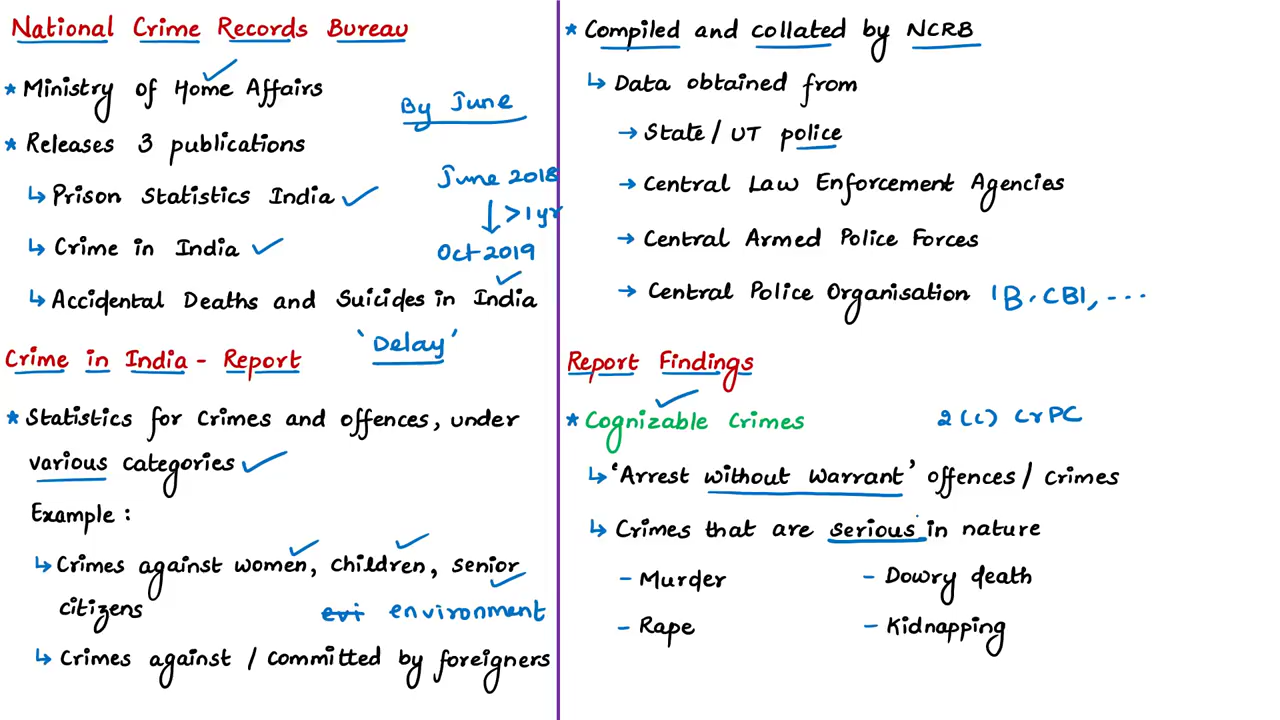 National Crime Records Bureau
* Ministry of Home Affairs
By June
* Releases 3 publications
↳ Prison Statistics India
June 2018
↓ >1 yr
↳ Crime in India
Oct 2019
↳ Accidental Deaths and Suicides in India
'Delay'
Crime in India - Report
* Statistics for Crimes and offences, under
various categories
Example :
↳ Crimes against women, children, senior
citizens
evi environment
↳ Crimes against / committed by foreigners
* Compiled and collated by NCRB
↳ Data obtained from
→ State / UT police
→ Central Law Enforcement Agencies
→ Central Armed Police Forces
→ Central Police Organisation IB, CBI, ...
Report Findings
* Cognizable Crimes 2(c) CrPC
↳ 'Arrest without warrant' offences / crimes
↳ Crimes that are serious in nature
- Murder - Dowry death
- Rape - Kidnapping